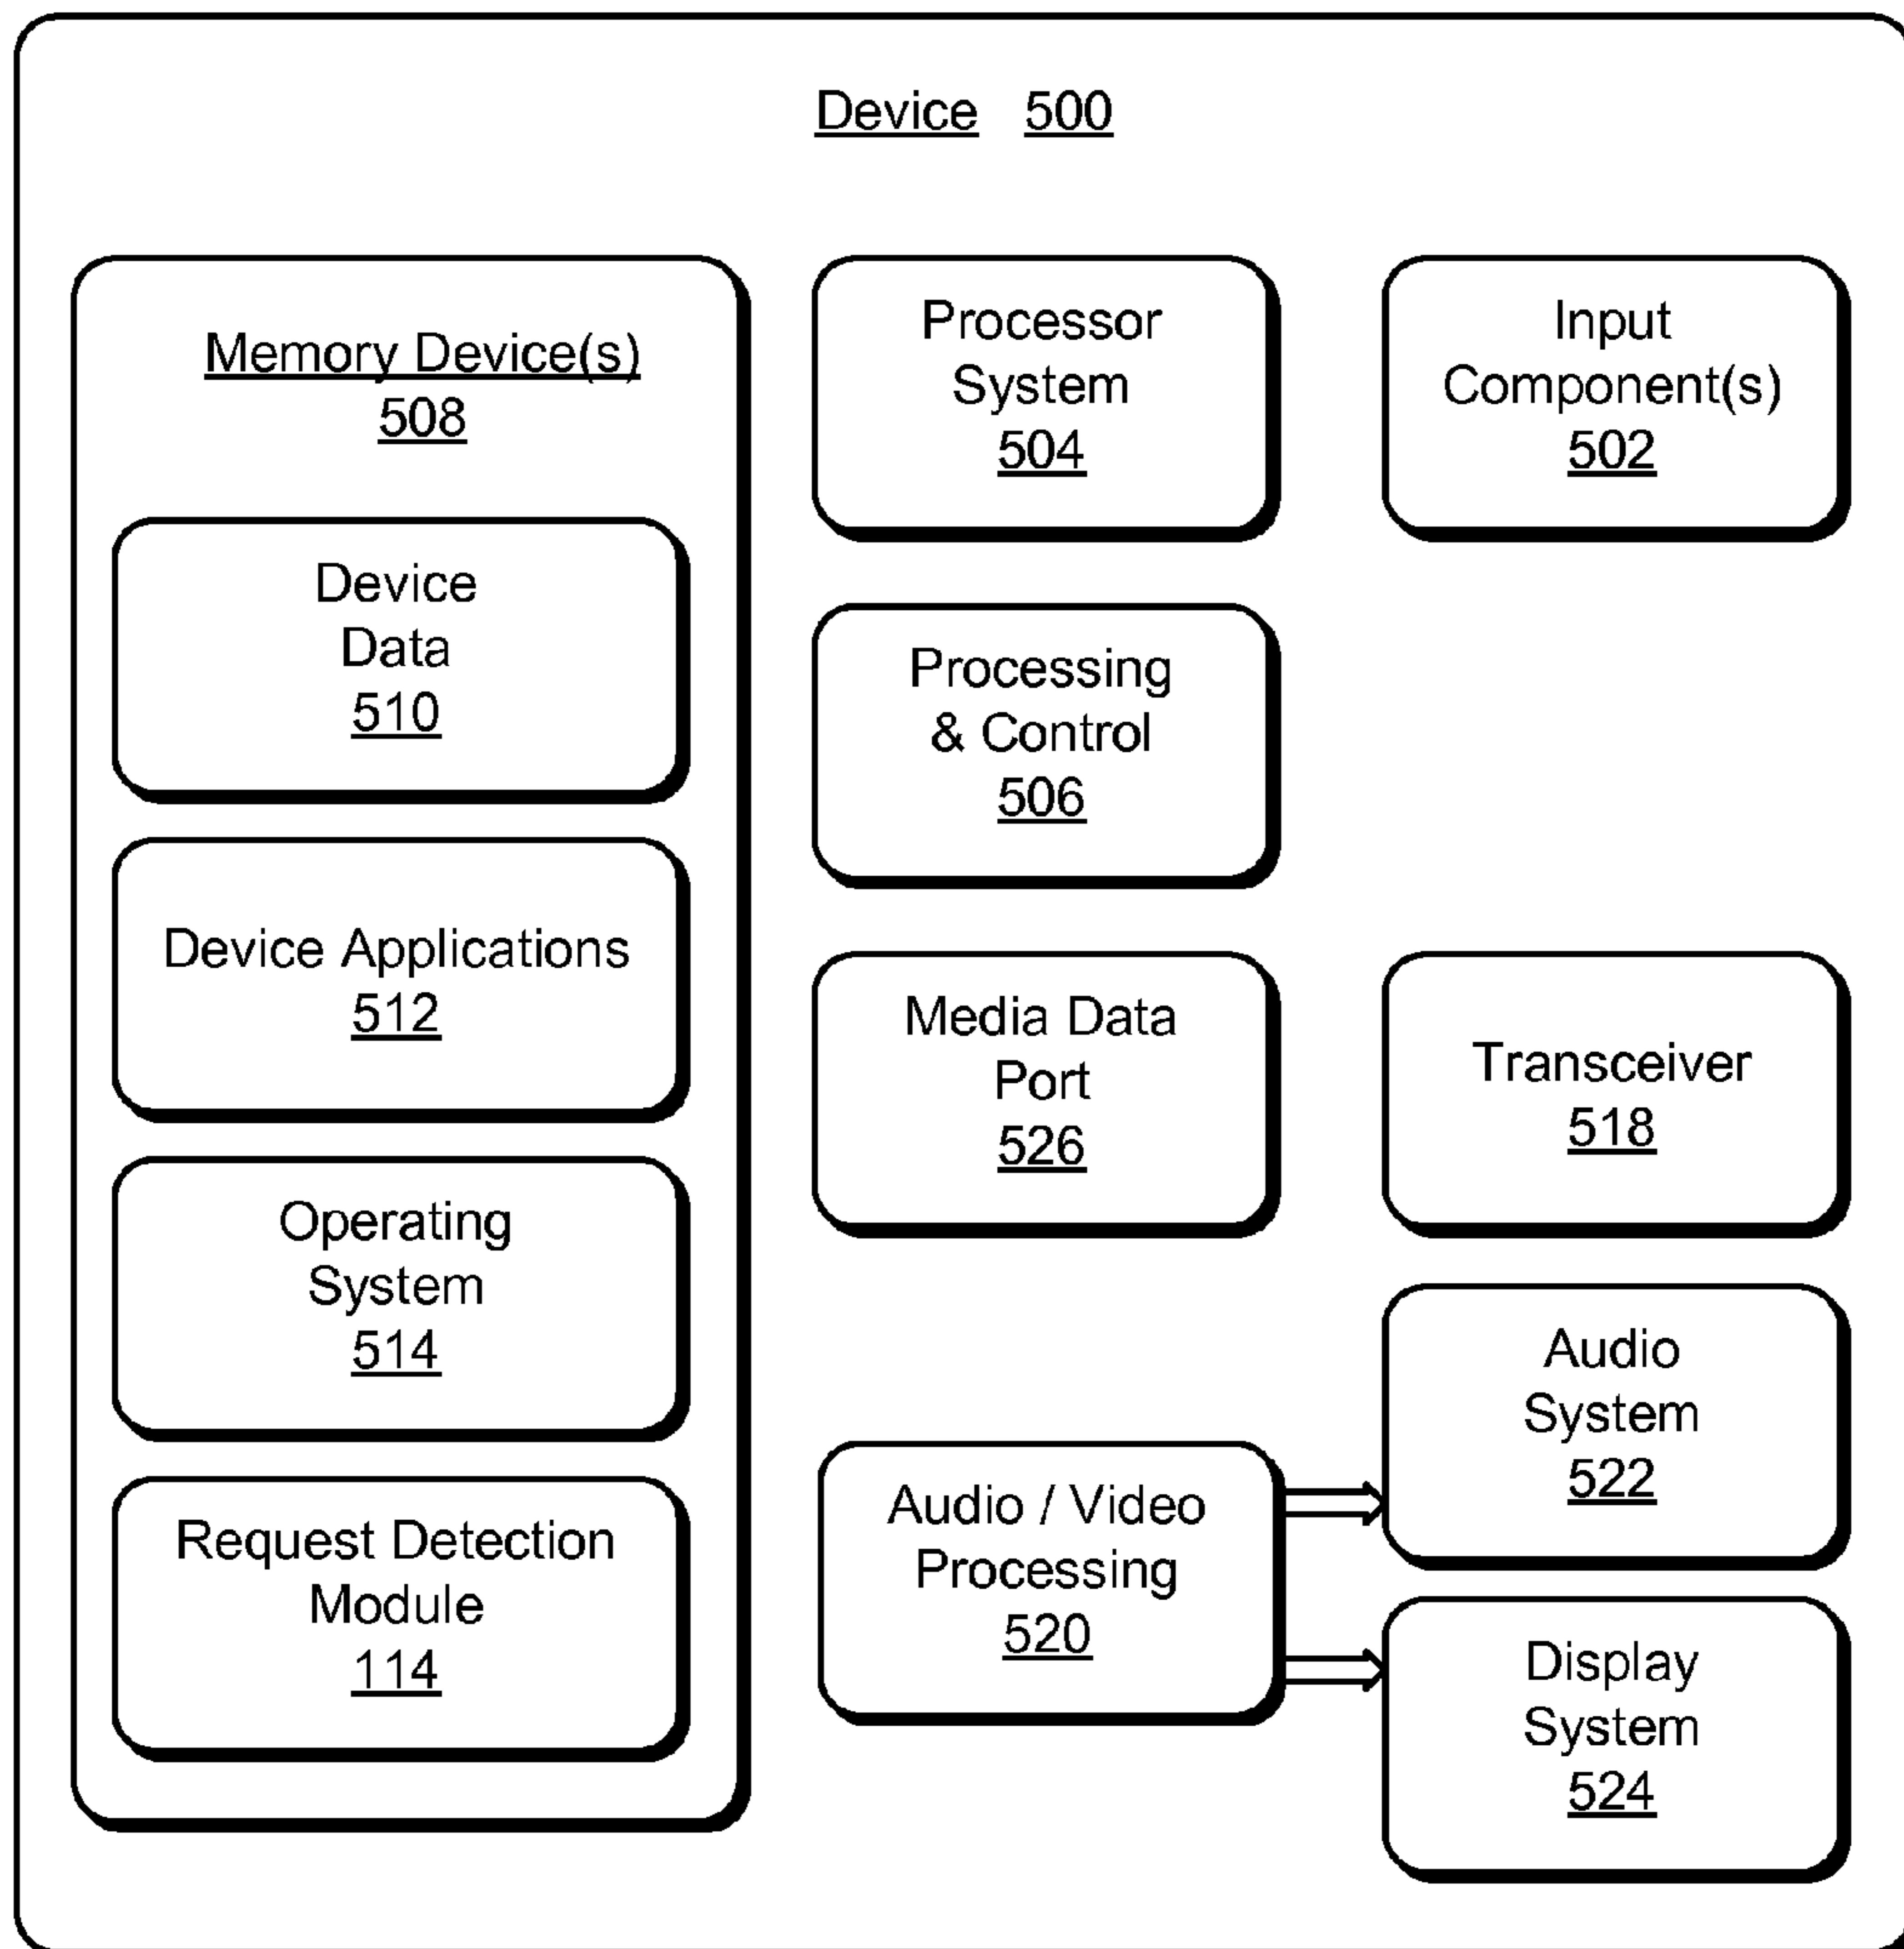 Device 500
Memory Device(s)
508
Device
Data
510
Device Applications
512
Operating
System
514
Request Detection
Module
114
Processor
System
504
Processing
& Control
506
Media Data
Port
526
Audio / Video
Processing
520
Input
Component(s)
502
Transceiver
518
Audio
System
522
Display
System
524